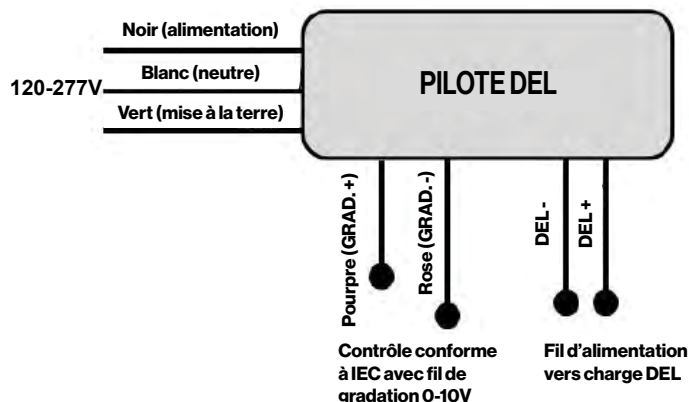 Noir (alimentation)
Blanc (neutre)
120-277V
Vert (mise à la terre)
PILOTE DEL
Pourpre (GRAD. +)
Rose (GRAD. -)
DEL -
DEL +
Contrôle conforme
à IEC avec fil de
gradation 0-10V
Fil d'alimentation
vers charge DEL